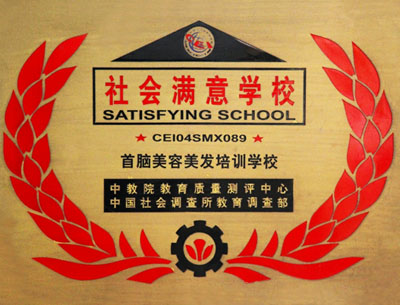 社会满意学校
SATISFYING SCHOOL
★ CEI04SMX089 ★
首脑美容美发培训学校
中教院教育质量测评中心
中国社会调查所教育调查部